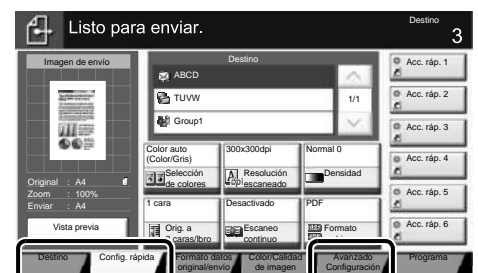 Listo para enviar.
Destino
3
Imagen de envío
Original : A4
Zoom : 100%
Enviar : A4
Vista previa
Destino
ABCD
TUVW
Group1
1/1
Color auto
(Color/Gris)
Selección
de colores
300x300dpi
Resolución
escaneado
Normal 0
Densidad
1 cara
Orig. a
2 caras/lbro
Desactivado
Escaneo
continuo
PDF
Formato
Acc. ráp. 1
Acc. ráp. 2
Acc. ráp. 3
Acc. ráp. 4
Acc. ráp. 5
Acc. ráp. 6
Destino
Config. rápida
Formato datos
original/envío
Color/Calidad
de imagen
Avanzado
Configuración
Programa